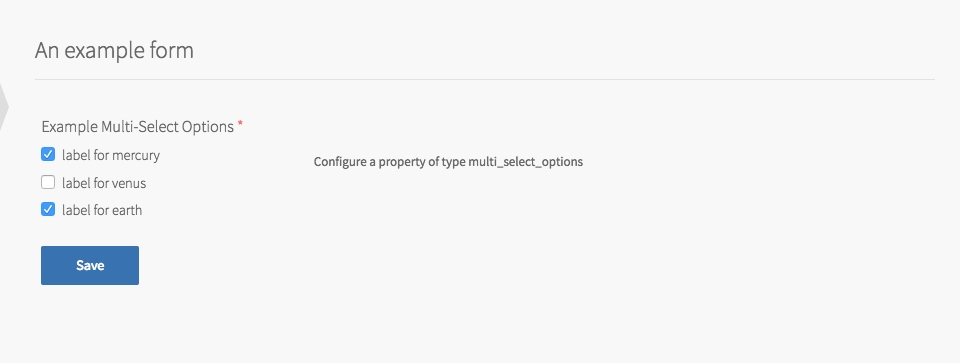 An example form
Example Multi-Select Options *
label for mercury
Configure a property of type multi_select_options
label for venus
label for earth
Save